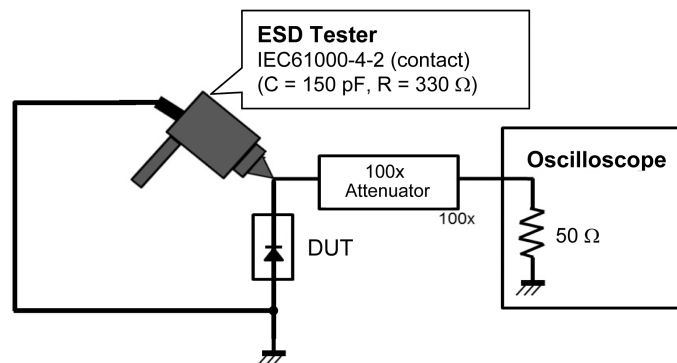 ESD Tester
IEC61000-4-2 (contact)
(C = 150 pF, R = 330 Ω)
100x
Attenuator
100x
Oscilloscope
50 Ω
DUT